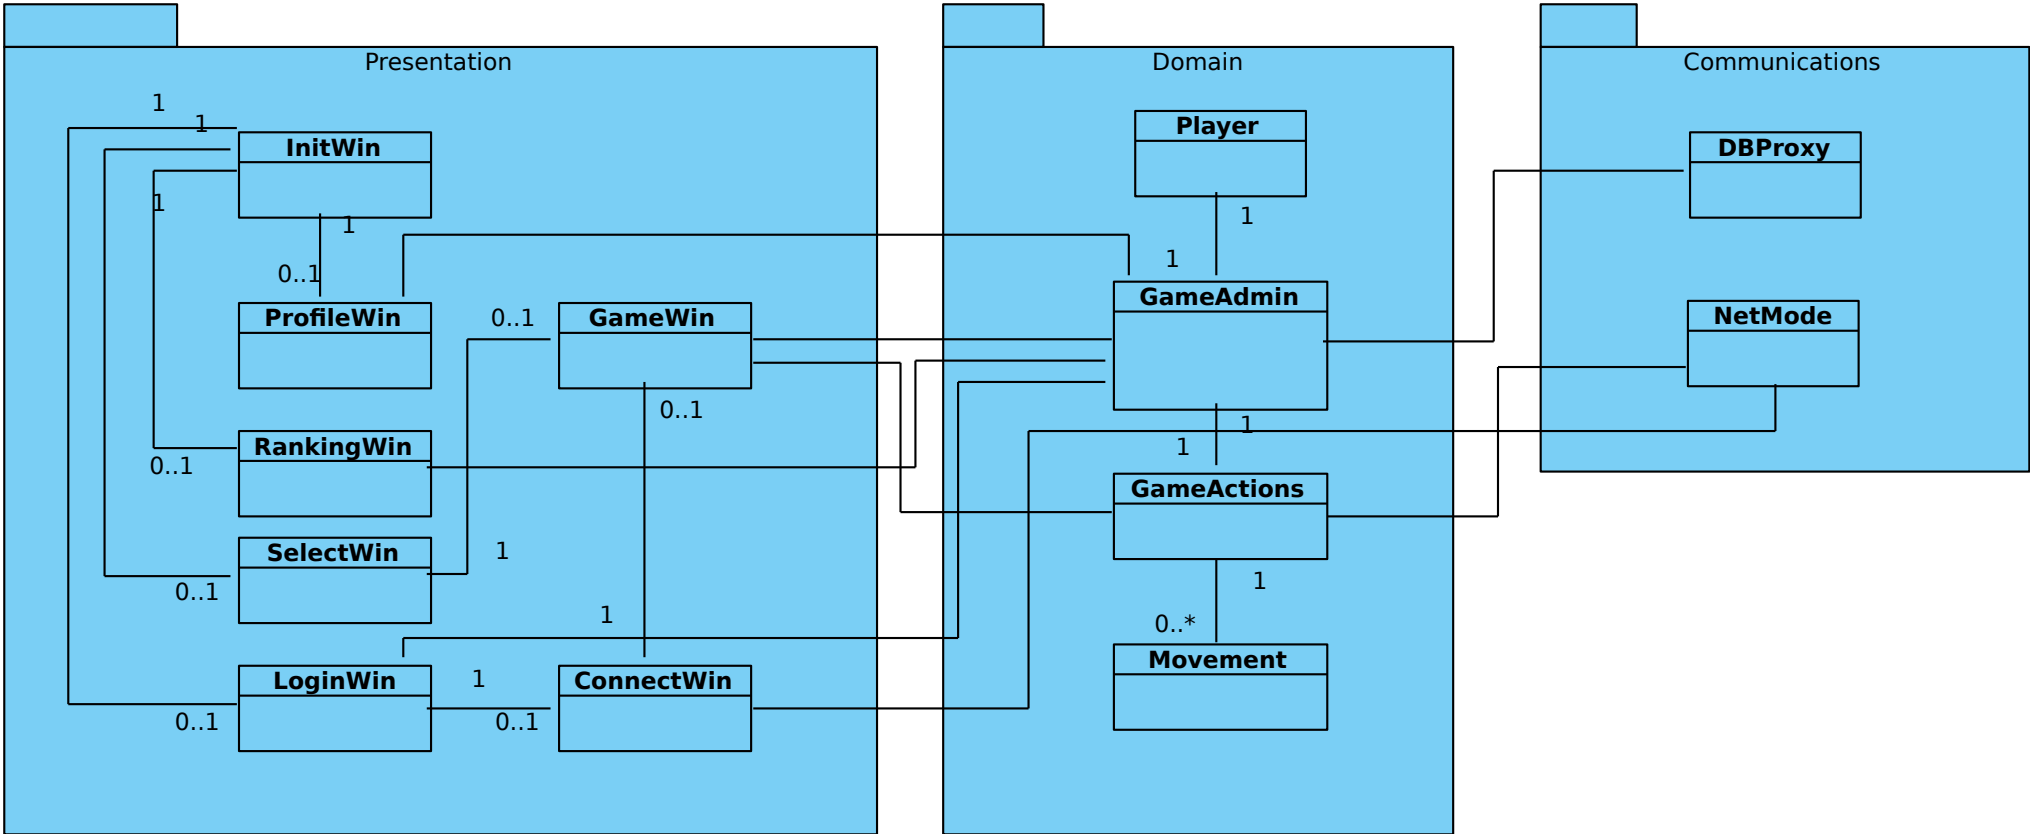 Presentation
Domain
Communications
1
1
InitWin
Player
DBProxy
1
1
1
0..1
1
ProfileWin
0..1
GameWin
GameAdmin
NetMode
0..1
1
RankingWin
1
0..1
GameActions
SelectWin
1
0..1
1
1
0..*
LoginWin
1
ConnectWin
Movement
0..1
0..1